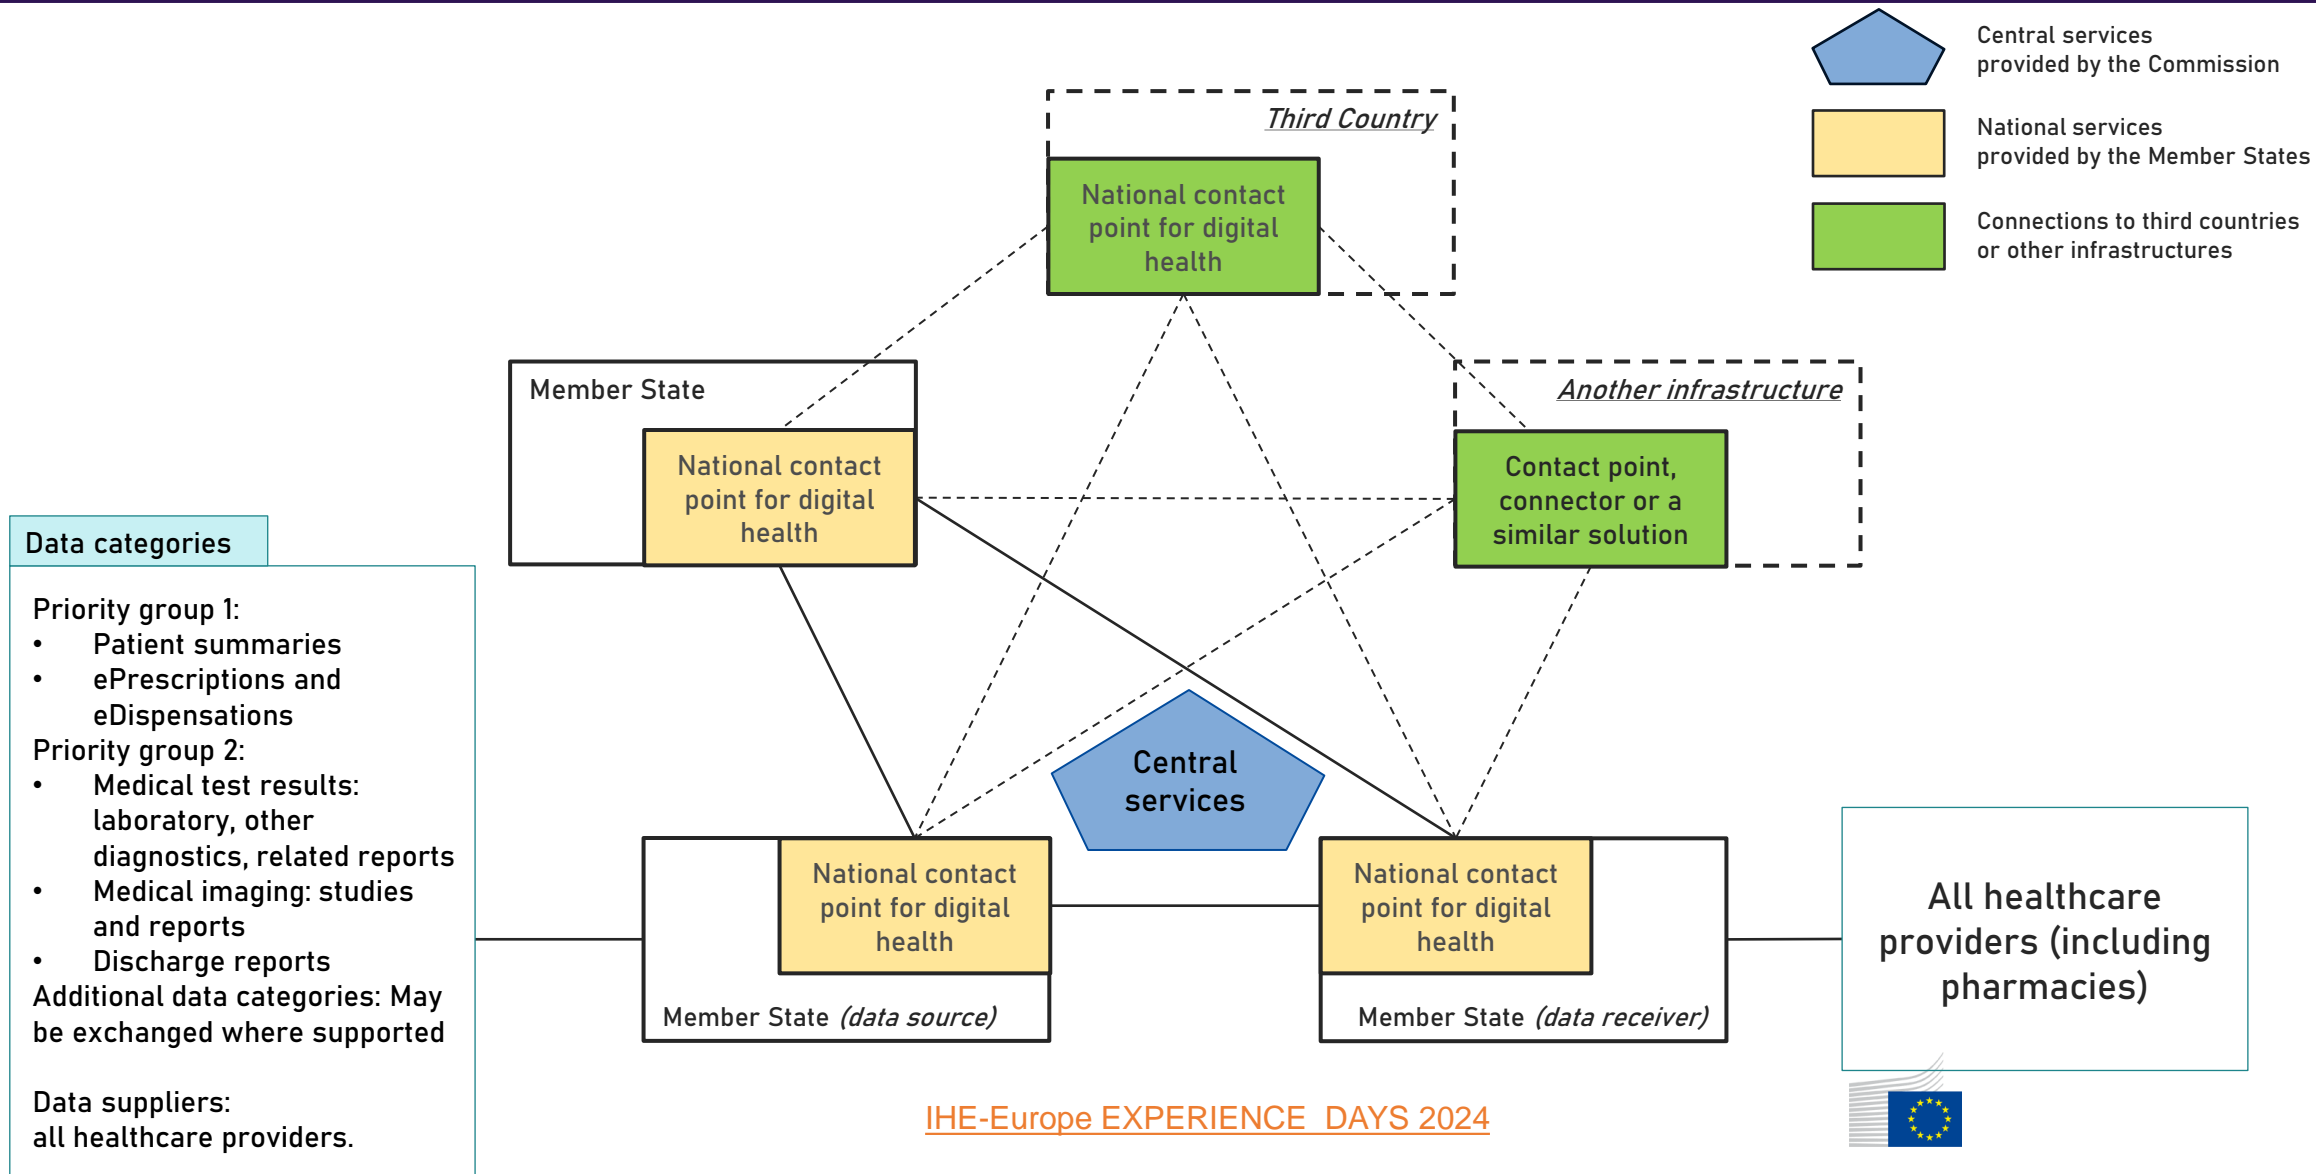 Central services
provided by the Commission
National services
provided by the Member States
Connections to third countries
or other infrastructures
Third Country
National contact
point for digital
health
Member State
National contact
point for digital
health
Another infrastructure
Contact point,
connector or a
similar solution
Data categories
Priority group 1:
• Patient summaries
• ePrescriptions and
eDispensations
Priority group 2:
• Medical test results:
laboratory, other
diagnostics, related reports
• Medical imaging: studies
and reports
• Discharge reports
Additional data categories: May
be exchanged where supported
Data suppliers:
all healthcare providers.
Central
services
National contact
point for digital
health
Member State (data source)
National contact
point for digital
health
Member State (data receiver)
All healthcare
providers (including
pharmacies)
IHE-Europe EXPERIENCE DAYS 2024